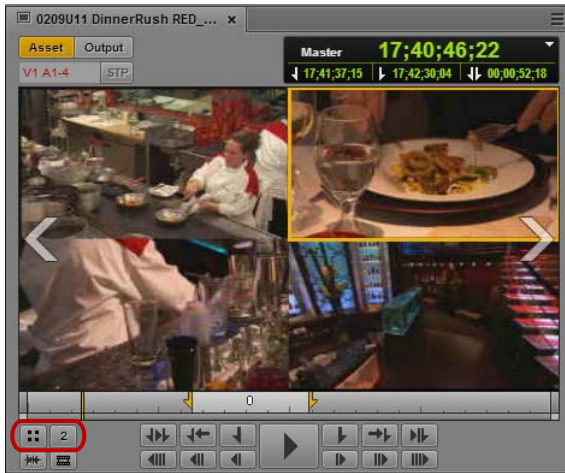 0209U11 DinnerRush RED_... x
Asset Output
V1 A1-4 STP
Master 17;40;46;22
17;41;37;15 17;42;30;04 00;00;52;18
0
2